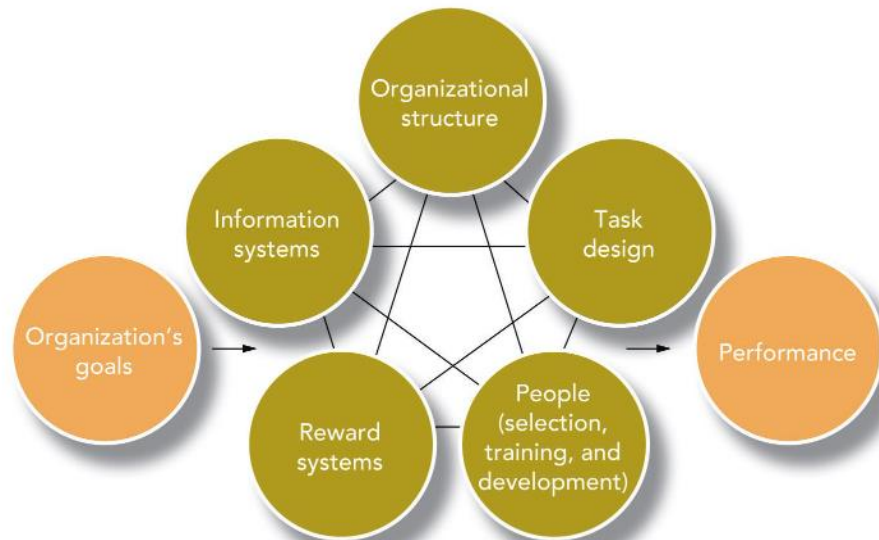 Organizational
structure
Information
systems
Task
design
Organization's
goals
Performance
Reward
systems
People
(selection,
training, and
development)